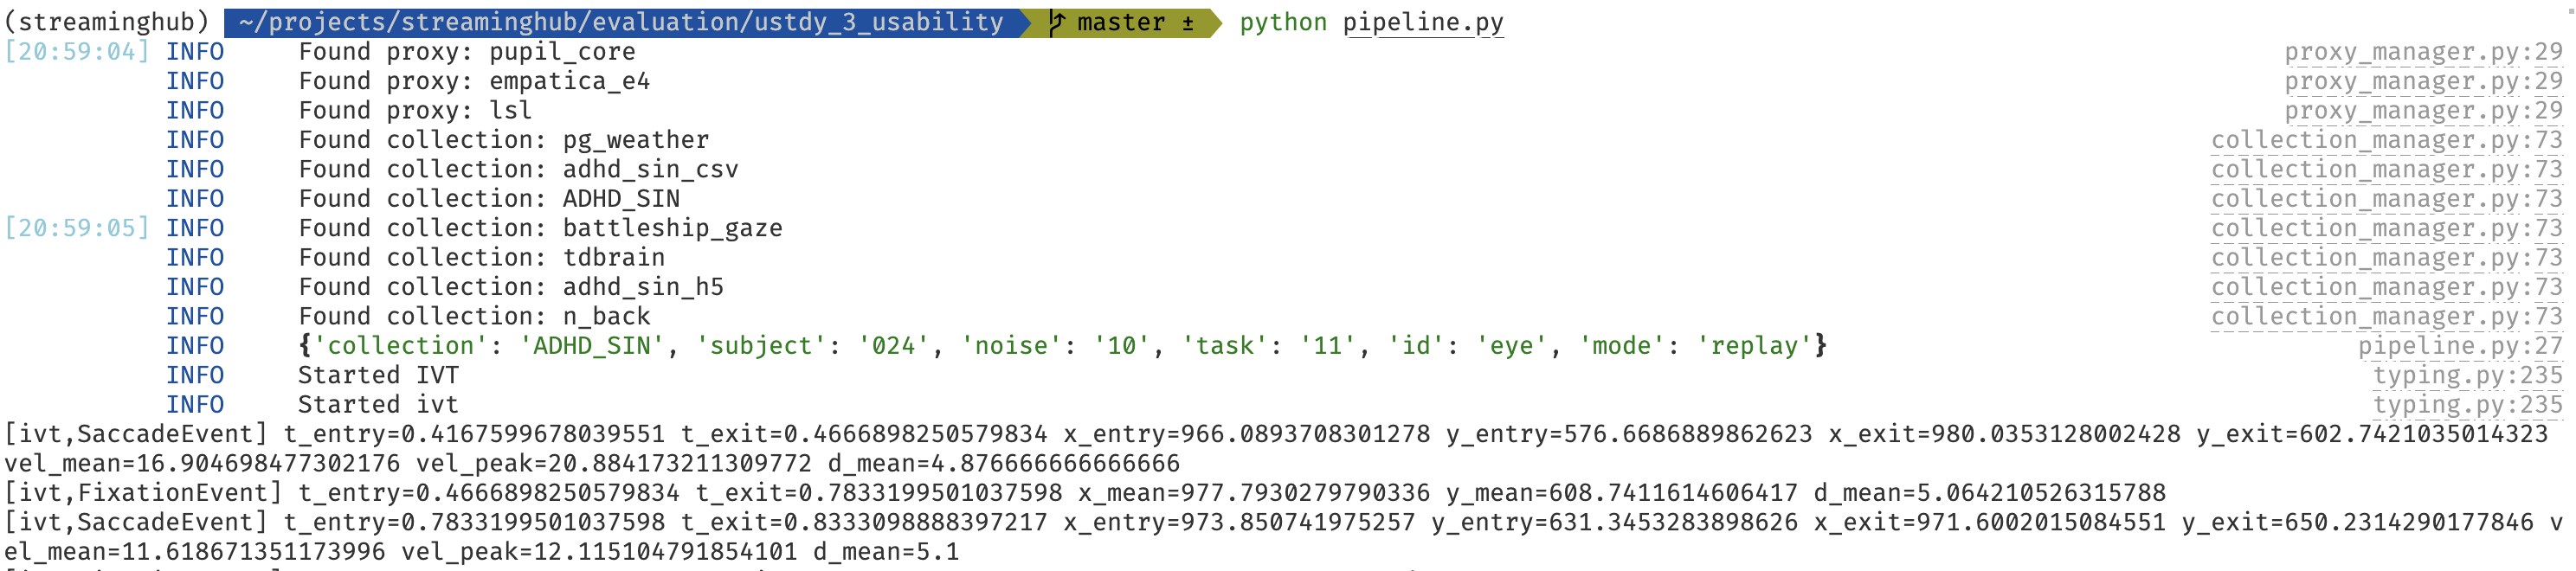 (streaminghub) ~/projects/streaminghub/evaluation/ustdy_3_usability master ± python pipeline.py
[20:59:04] INFO Found proxy: pupil_core proxy_manager.py:29
INFO Found proxy: empatica_e4 proxy_manager.py:29
INFO Found proxy: lsl proxy_manager.py:29
INFO Found collection: pg_weather collection_manager.py:73
INFO Found collection: adhd_sin_csv collection_manager.py:73
INFO Found collection: ADHD_SIN collection_manager.py:73
[20:59:05] INFO Found collection: battleship_gaze collection_manager.py:73
INFO Found collection: tdbrain collection_manager.py:73
INFO Found collection: adhd_sin_h5 collection_manager.py:73
INFO Found collection: n_back collection_manager.py:73
INFO {'collection': 'ADHD_SIN', 'subject': '024', 'noise': '10', 'task': '11', 'id': 'eye', 'mode': 'replay'} pipeline.py:27
INFO Started IVT typing.py:235
INFO Started ivt typing.py:235
[ivt,SaccadeEvent] t_entry=0.4167599678039551 t_exit=0.4666898250579834 x_entry=966.0893708301278 y_entry=576.6686889862623 x_exit=980.0353128002428 y_exit=602.7421035014323
vel_mean=16.904698477302176 vel_peak=20.884173211309772 d_mean=4.876666666666666
[ivt,FixationEvent] t_entry=0.4666898250579834 t_exit=0.7833199501037598 x_mean=977.7930279790336 y_mean=608.7411614606417 d_mean=5.064210526315788
[ivt,SaccadeEvent] t_entry=0.7833199501037598 t_exit=0.8333098888397217 x_entry=973.850741975257 y_entry=631.3453283898626 x_exit=971.6002015084551 y_exit=650.2314290177846 v
el_mean=11.618671351173996 vel_peak=12.115104791854101 d_mean=5.1